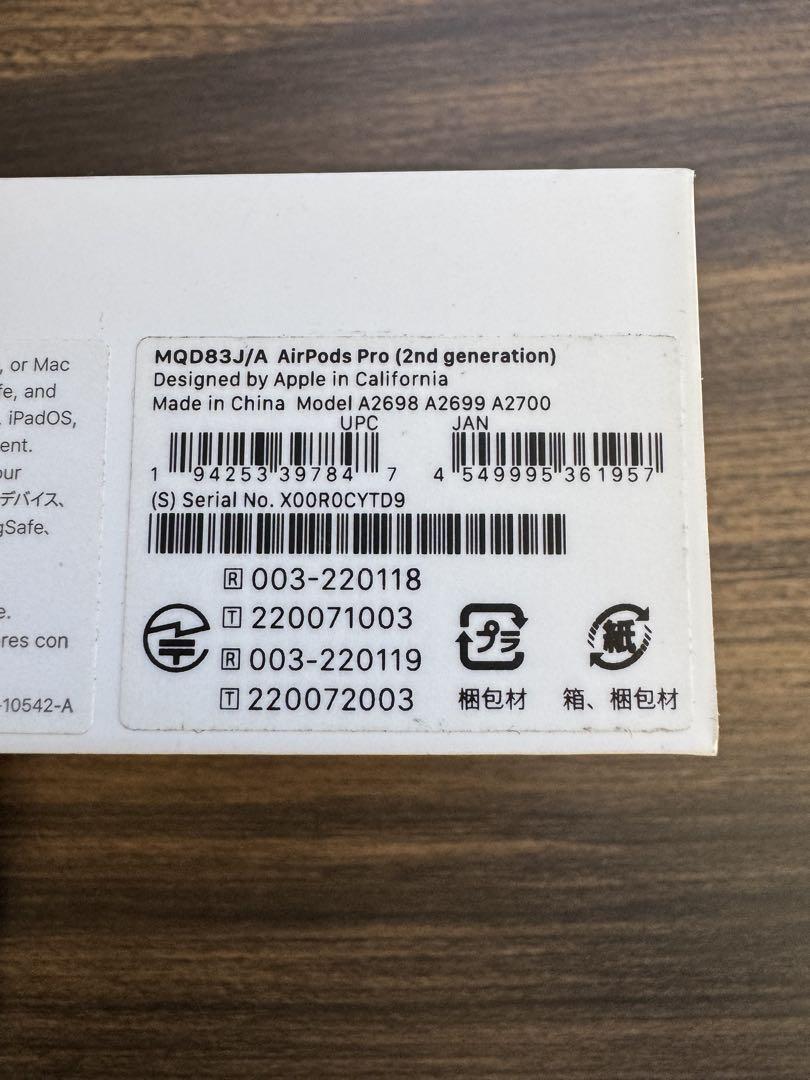 , or Mac
fe, and
, iPadOS,
ent.
our
デバイス、
gSafe、
e.
ores con
-10542-A
MQD83J/A AirPods Pro (2nd generation)
Designed by Apple in California
Made in China Model A2698 A2699 A2700
UPC JAN
1 94253 39784 7 4 549995 361957
(S) Serial No. X00R0CYTD9
R 003-220118
T 220071003
R 003-220119
T 220072003
プラ 紙
梱包材 箱、梱包材